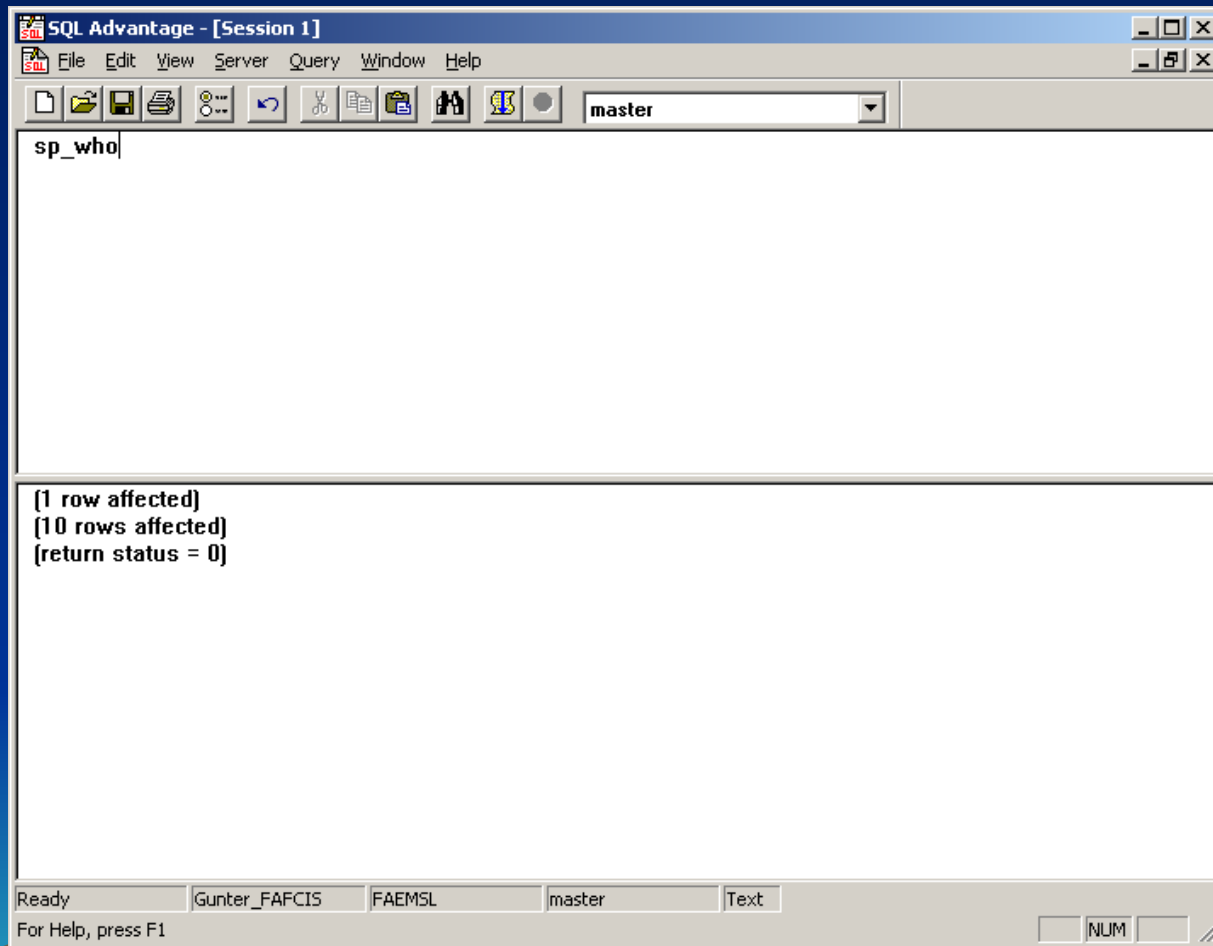 SQL Advantage - [Session 1]
File Edit View Server Query Window Help
master
sp_who
(1 row affected)
(10 rows affected)
(return status = 0)
Ready Gunter_FAFCIS FAEMSL master Text
For Help, press F1 NUM